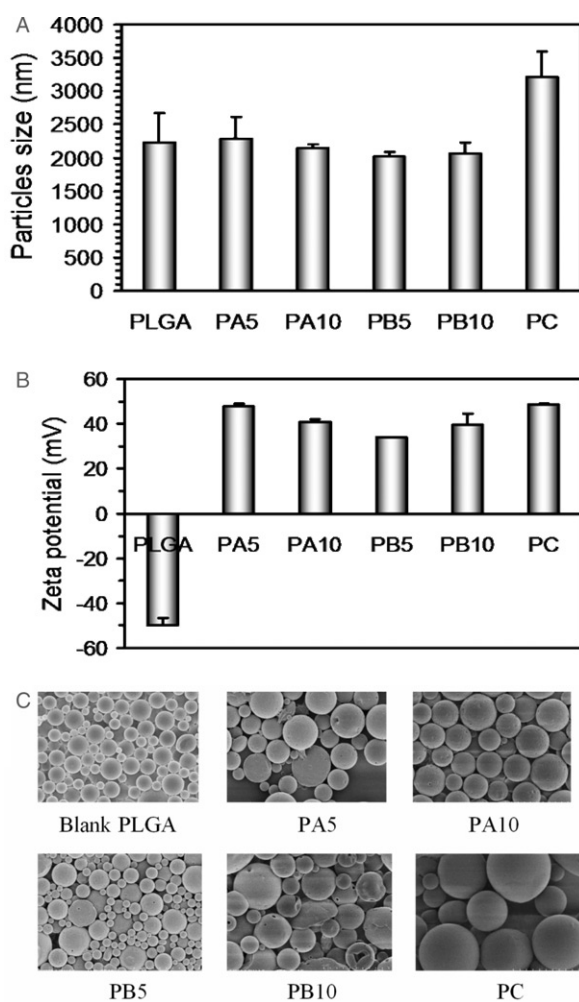 A
Particles size (nm)
4000
3500
3000
2500
2000
1500
1000
500
0
PLGA PA5 PA10 PB5 PB10 PC
B
Zeta potential (mV)
60
40
20
0
-20
-40
-60
PLGA PA5 PA10 PB5 PB10 PC
C
Blank PLGA PA5 PA10
PB5 PB10 PC